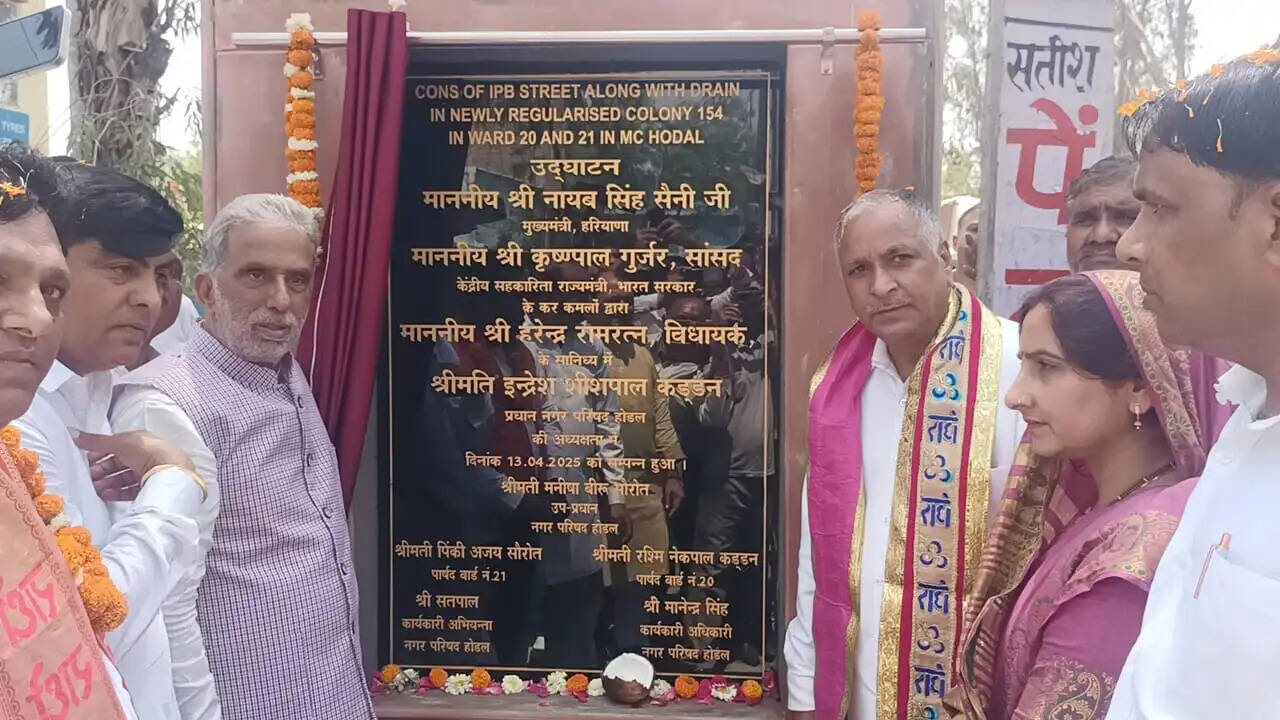 CONS OF IPB STREET ALONG WITH DRAIN
IN NEWLY REGULARISED COLONY 154
IN WARD 20 AND 21 IN MC HODAL
उद्घाटन
माननीय श्री नायब सिंह सैनी जी
मुख्यमंत्री, हरियाणा
माननीय श्री कृष्णपाल गुर्जर, सांसद
केंद्रीय सहकारिता राज्यमंत्री, भारत सरकार
के कर कमलों द्वारा
माननीय श्री हरेन्द्र रामरत्न, विधायक,
के सानिध्य में
श्रीमति इन्द्रेश शीशपाल कड्डन
प्रधान नगर परिषद होडल
की अध्यक्षता में
दिनांक 13.04.2025 को सम्पन्न हुआ ।
श्रीमती मनीषा बीरू सौरोत
उप-प्रधान
नगर परिषद होडल
श्रीमती पिंकी अजय सौरोत
पार्षद वार्ड नं.21
श्री सतपाल
कार्यकारी अभियन्ता
नगर परिषद होडल
श्रीमती रश्मि नेकपाल कड्डन
पार्षद वार्ड नं.20
श्री मानेन्द्र सिंह
कार्यकारी अधिकारी
नगर परिषद होडल
सतीश
पें
TYRES
राधे
ॐ
राधे
ॐ
राधे
ॐ
राधे
ॐ
राधे